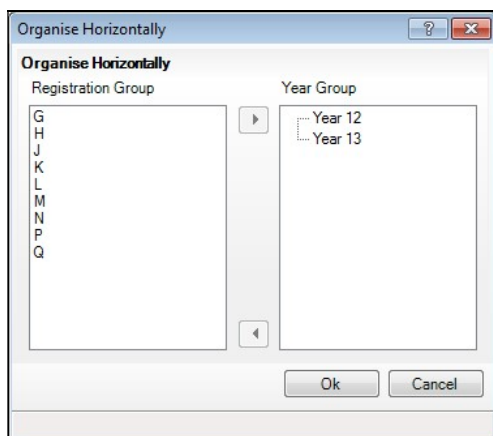 Organise Horizontally
?
Organise Horizontally
Registration Group
G
H
J
K
L
M
N
P
Q
Year Group
Year 12
Year 13
Ok
Cancel